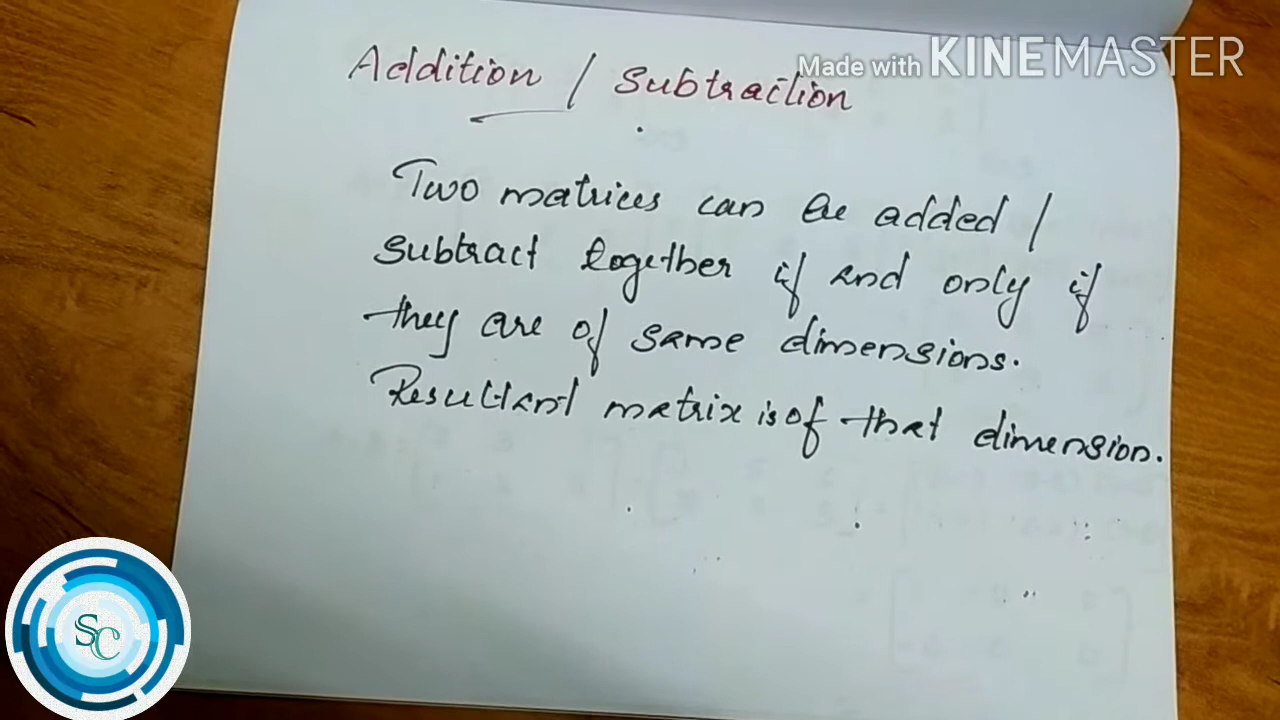 Addition / Subtraction
Made with KINEMASTER
Two matrices can be added /
subtract together if and only if
they are of same dimensions.
Resultant matrix is of that dimension.
SC